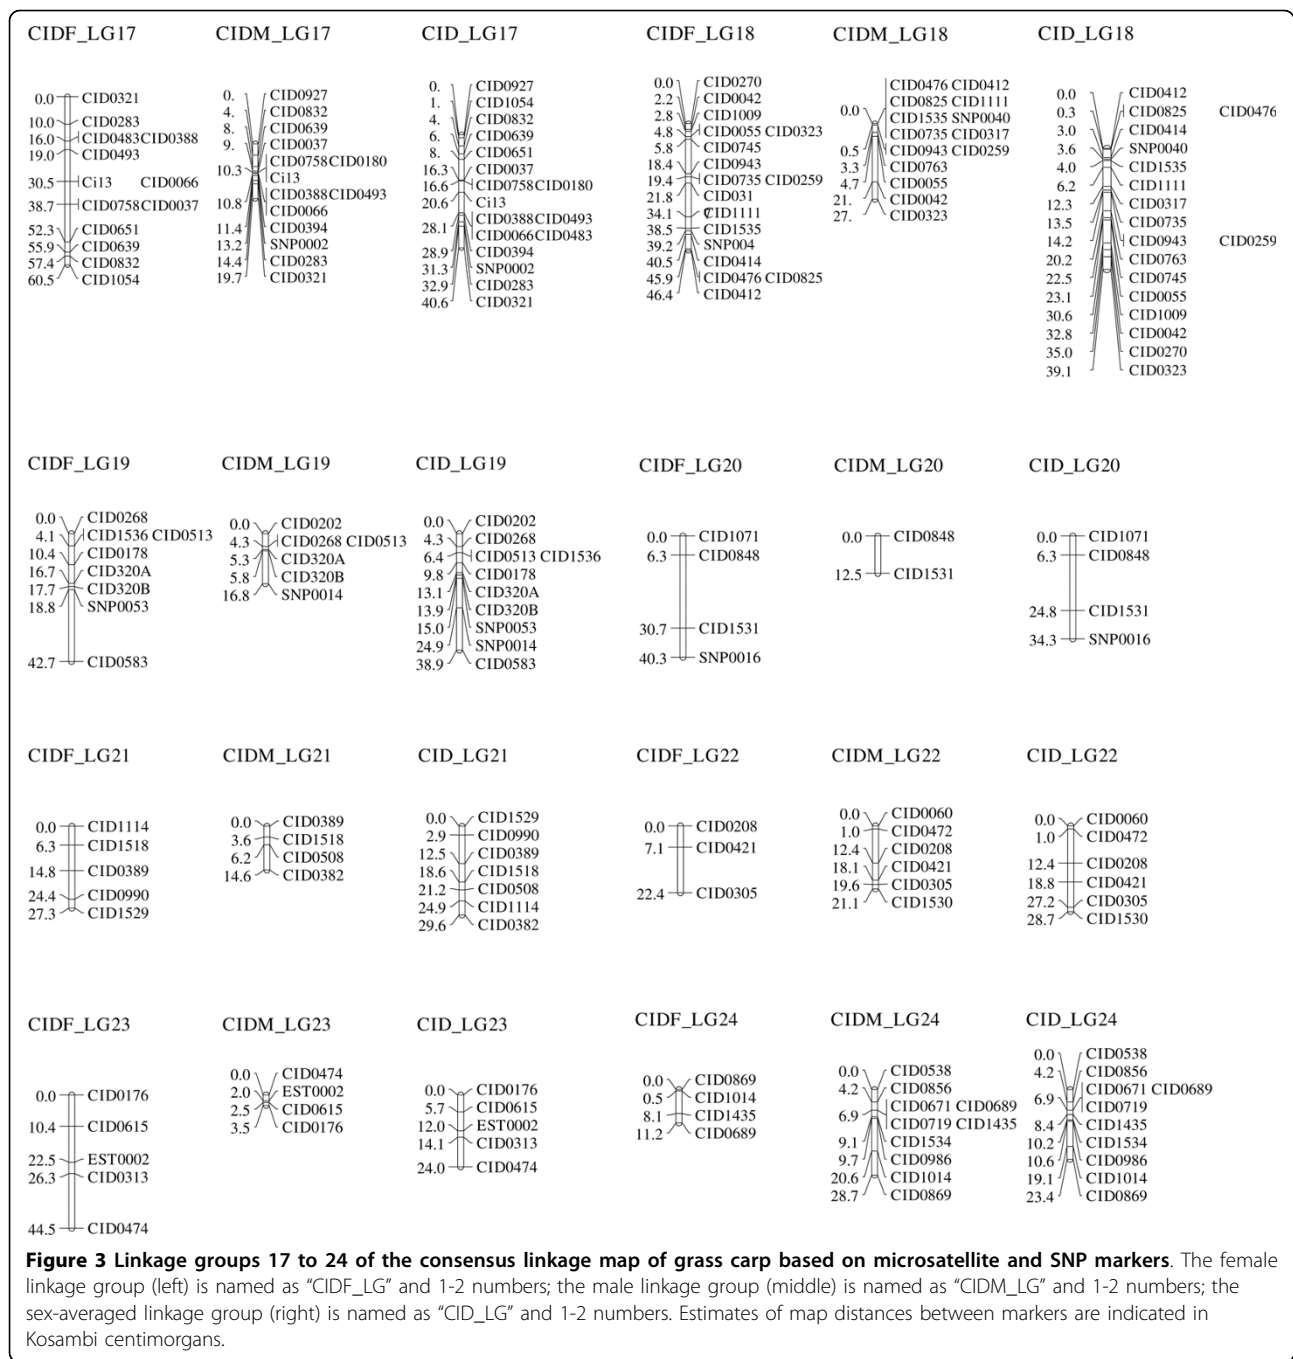 CIDF_LG17
0.0 CID0321
10.0 CID0283
16.0 CID0483CID0388
19.0 CID0493
30.5 Ci13 CID0066
38.7 CID0758CID0037
52.3 CID0651
55.9 CID0639
57.4 CID0832
60.5 CID1054
CIDM_LG17
0. CID0927
4. CID0832
8. CID0639
9. CID0037
CID0758CID0180
10.3 Ci13
CID0388CID0493
10.8 CID0066
11.4 CID0394
13.2 SNP0002
14.4 CID0283
19.7 CID0321
CID_LG17
0. CID0927
1. CID1054
4. CID0832
6. CID0639
8. CID0651
16.3 CID0037
16.6 CID0758CID0180
20.6 Ci13
CID0388CID0493
28.1 CID0066CID0483
28.9 CID0394
31.3 SNP0002
32.9 CID0283
40.6 CID0321
CIDF_LG18
0.0 CID0270
2.2 CID0042
2.8 CID1009
4.8 CID0055 CID0323
5.8 CID0745
18.4 CID0943
19.4 CID0735 CID0259
21.8 CID031
34.1 7 CID1111
38.5 CID1535
39.2 SNP004
40.5 CID0414
45.9 CID0476 CID0825
46.4 CID0412
CIDM_LG18
CID0476 CID0412
CID0825 CID1111
0.0 CID1535 SNP0040
CID0735 CID0317
0.5 CID0943 CID0259
3.3 CID0763
4.7 CID0055
21. CID0042
27. CID0323
CID_LG18
0.0 CID0412
0.3 CID0825 CID0476
3.0 CID0414
3.6 SNP0040
4.0 CID1535
6.2 CID1111
12.3 CID0317
13.5 CID0735
14.2 CID0943 CID0259
20.2 CID0763
22.5 CID0745
23.1 CID0055
30.6 CID1009
32.8 CID0042
35.0 CID0270
39.1 CID0323
CIDF_LG19
0.0 CID0268
4.1 CID1536 CID0513
10.4 CID0178
16.7 CID320A
17.7 CID320B
18.8 SNP0053
42.7 CID0583
CIDM_LG19
0.0 CID0202
4.3 CID0268 CID0513
5.3 CID320A
5.8 CID320B
16.8 SNP0014
CID_LG19
0.0 CID0202
4.3 CID0268
6.4 CID0513 CID1536
9.8 CID0178
13.1 CID320A
13.9 CID320B
15.0 SNP0053
24.9 SNP0014
38.9 CID0583
CIDF_LG20
0.0 CID1071
6.3 CID0848
30.7 CID1531
40.3 SNP0016
CIDM_LG20
0.0 CID0848
12.5 CID1531
CID_LG20
0.0 CID1071
6.3 CID0848
24.8 CID1531
34.3 SNP0016
CIDF_LG21
0.0 CID1114
6.3 CID1518
14.8 CID0389
24.4 CID0990
27.3 CID1529
CIDM_LG21
0.0 CID0389
3.6 CID1518
6.2 CID0508
14.6 CID0382
CID_LG21
0.0 CID1529
2.9 CID0990
12.5 CID0389
18.6 CID1518
21.2 CID0508
24.9 CID1114
29.6 CID0382
CIDF_LG22
0.0 CID0208
7.1 CID0421
22.4 CID0305
CIDM_LG22
0.0 CID0060
1.0 CID0472
12.4 CID0208
18.1 CID0421
19.6 CID0305
21.1 CID1530
CID_LG22
0.0 CID0060
1.0 CID0472
12.4 CID0208
18.8 CID0421
27.2 CID0305
28.7 CID1530
CIDF_LG23
0.0 CID0176
10.4 CID0615
22.5 EST0002
26.3 CID0313
44.5 CID0474
CIDM_LG23
0.0 CID0474
2.0 EST0002
2.5 CID0615
3.5 CID0176
CID_LG23
0.0 CID0176
5.7 CID0615
12.0 EST0002
14.1 CID0313
24.0 CID0474
CIDF_LG24
0.0 CID0869
0.5 CID1014
8.1 CID1435
11.2 CID0689
CIDM_LG24
0.0 CID0538
4.2 CID0856
CID0671 CID0689
6.9 CID0719 CID1435
9.1 CID1534
9.7 CID0986
20.6 CID1014
28.7 CID0869
CID_LG24
0.0 CID0538
4.2 CID0856
CID0671 CID0689
6.9 CID0719
8.4 CID1435
10.2 CID1534
10.6 CID0986
19.1 CID1014
23.4 CID0869
Figure 3 Linkage groups 17 to 24 of the consensus linkage map of grass carp based on microsatellite and SNP markers. The female
linkage group (left) is named as “CIDF_LG” and 1-2 numbers; the male linkage group (middle) is named as “CIDM_LG” and 1-2 numbers; the
sex-averaged linkage group (right) is named as “CID_LG” and 1-2 numbers. Estimates of map distances between markers are indicated in
Kosambi centimorgans.